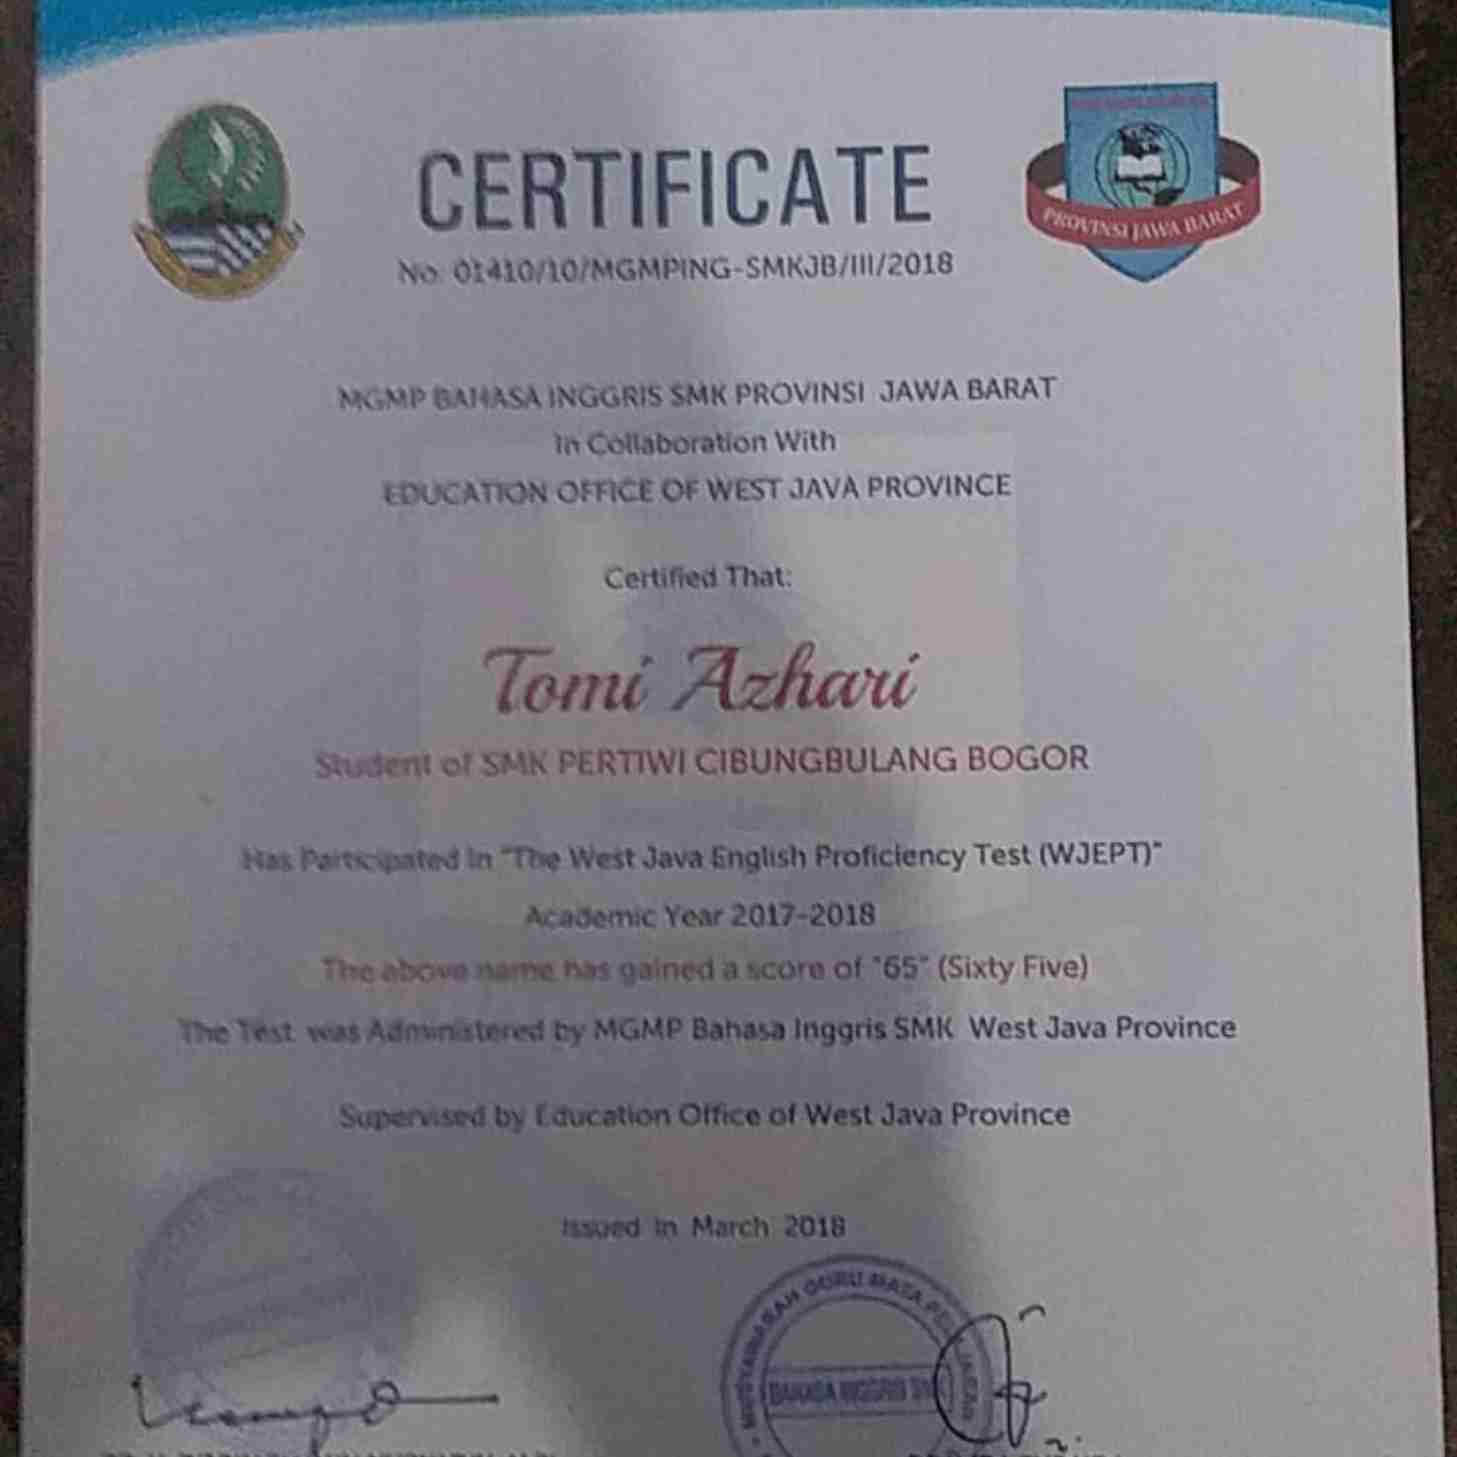 CERTIFICATE
PROVINSI JAWA BARAT
No. 01410/10/MGMPING-SMKJB/III/2018
MGMP BAHASA INGGRIS SMK PROVINSI JAWA BARAT
In Collaboration With
EDUCATION OFFICE OF WEST JAVA PROVINCE
Certified That:
Tomi Azhari
Student of SMK PERTIWI CIBUNGBULANG BOGOR
Has Participated in "The West Java English Proficiency Test (WJEPT)"
Academic Year 2017-2018
The above name has gained a score of "65" (Sixty Five)
The Test was Administered by MGMP Bahasa Inggris SMK West Java Province
Supervised by Education Office of West Java Province
Issued in March 2018
MUSYAWARAH GURU MATA
BAHASA INGGRIS